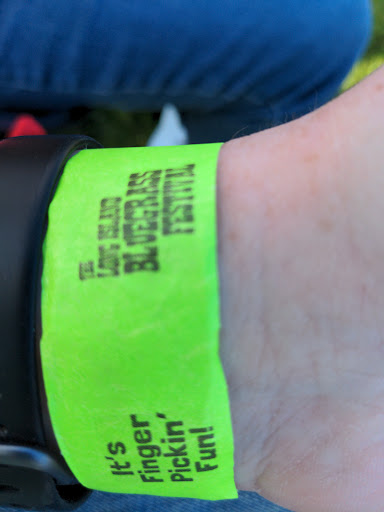 THE
LONG ISLAND
BLUEGRASS
FESTIVAL
It's
Finger
Pickin'
Fun!